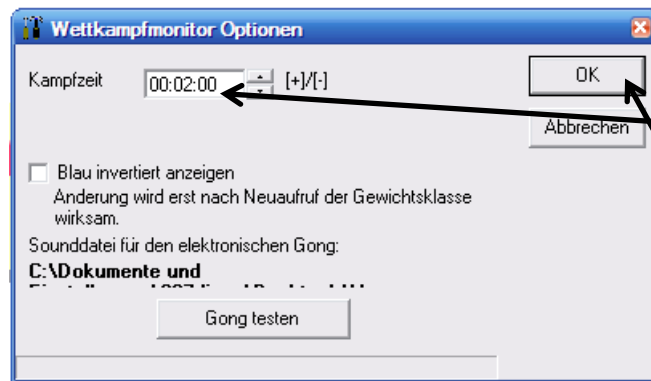 Wettkampfmonitor Optionen
Kampfzeit 00:02:00 [+]/[-] OK
Abbrechen
Blau invertiert anzeigen
Anderung wird erst nach Neuaufruf der Gewichtsklasse
wirksam.
Sounddatei für den elektronischen Gong:
C:\Dokumente und
Gong testen